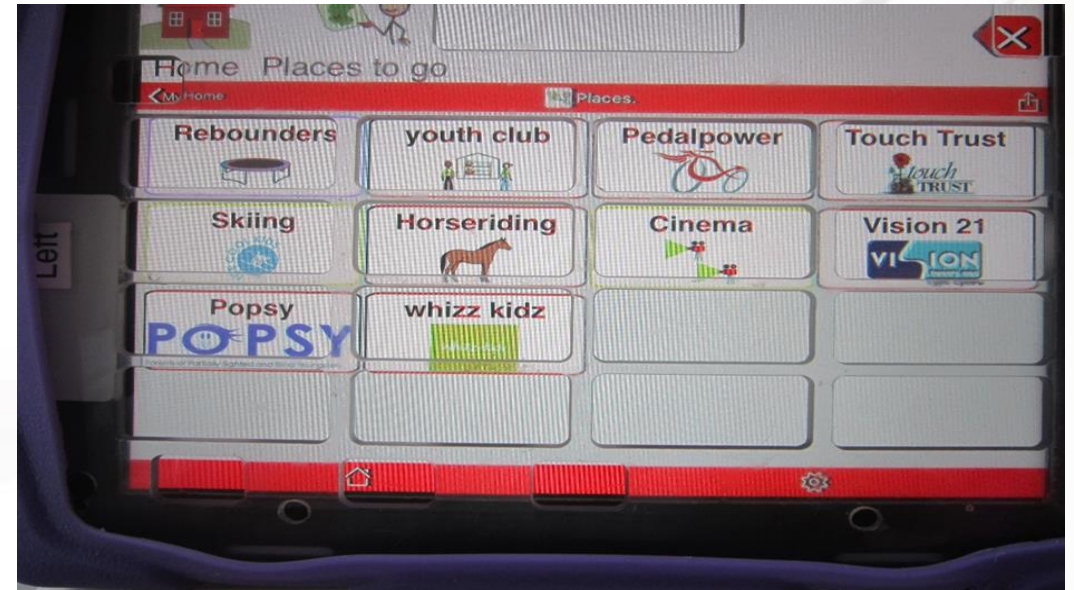 Home Places to go
My Home
Places.
Rebounders
youth club
Pedalpower
Touch Trust
touch
TRUST
Skiing
Horseriding
Cinema
Vision 21
VISION
Popsy
whizz kidz
POPSY
Left